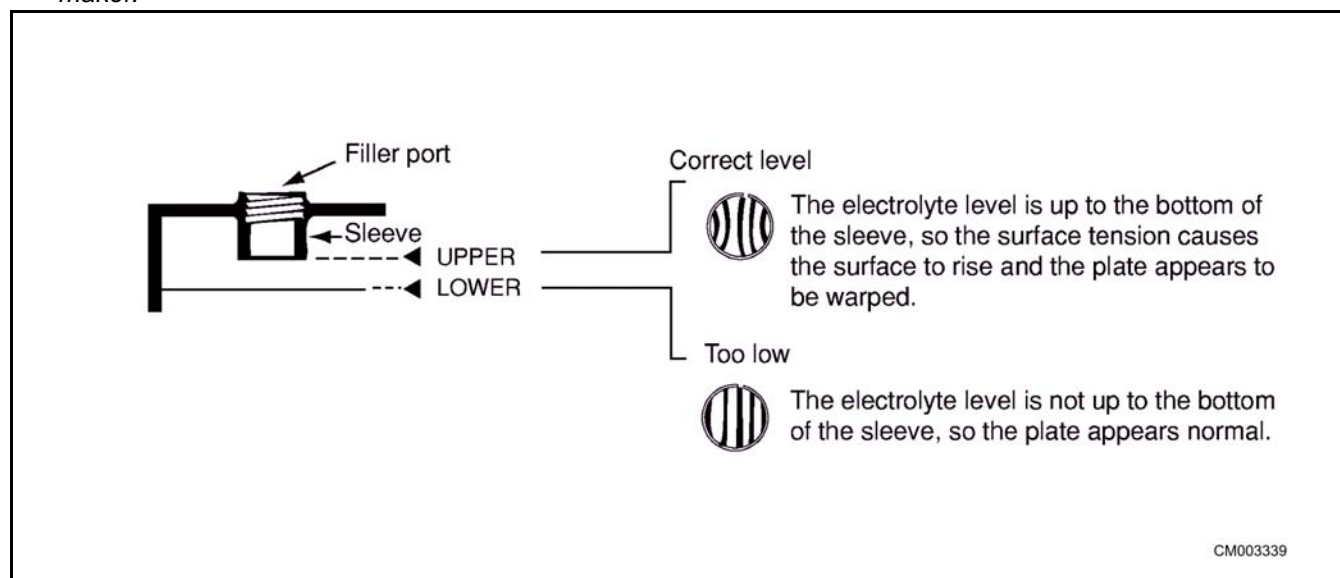 maker.
Filler port
Sleeve
UPPER
LOWER
Correct level
The electrolyte level is up to the bottom of
the sleeve, so the surface tension causes
the surface to rise and the plate appears to
be warped.
Too low
The electrolyte level is not up to the bottom
of the sleeve, so the plate appears normal.
CM003339